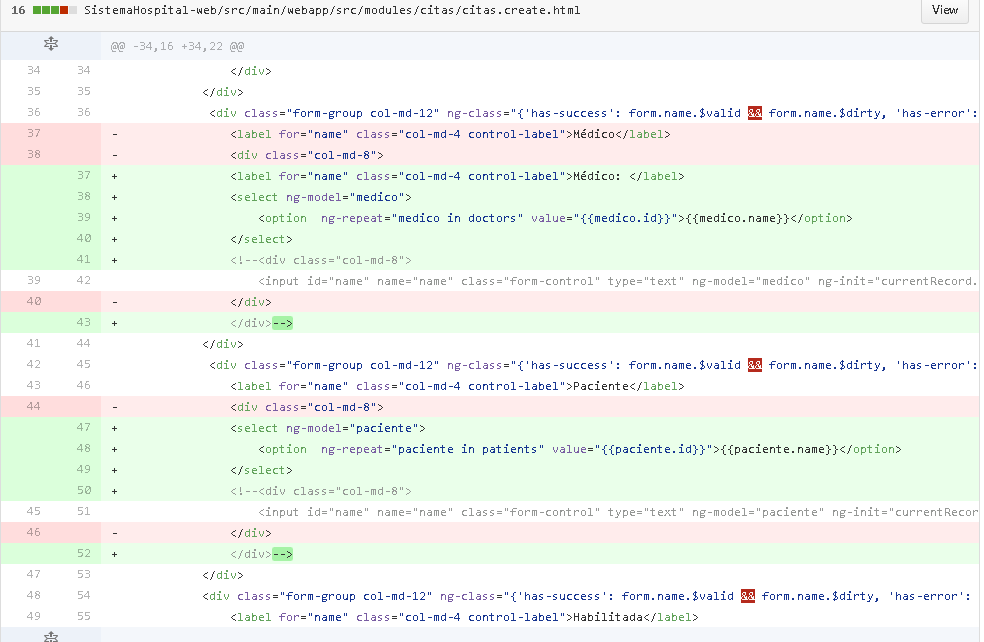 16 SistemaHospital-web/src/main/webapp/src/modules/citas/citas.create.html View
@@ -34,16 +34,22 @@
34 34 </div>
35 35 </div>
36 36 <div class="form-group col-md-12" ng-class="{'has-success': form.name.$valid && form.name.$dirty, 'has-error':
37 - <label for="name" class="col-md-4 control-label">Médico</label>
38 - <div class="col-md-8">
37 + <label for="name" class="col-md-4 control-label">Médico: </label>
38 + <select ng-model="medico">
39 + <option  ng-repeat="medico in doctors" value="{{medico.id}}">{{medico.name}}</option>
40 + </select>
41 + <!--<div class="col-md-8">
39 42 <input id="name" name="name" class="form-control" type="text" ng-model="medico" ng-init="currentRecord.
40 - </div>
43 + </div>-->
41 44 </div>
42 45 <div class="form-group col-md-12" ng-class="{'has-success': form.name.$valid && form.name.$dirty, 'has-error':
43 46 <label for="name" class="col-md-4 control-label">Paciente</label>
44 - <div class="col-md-8">
47 + <select ng-model="paciente">
48 + <option  ng-repeat="paciente in patients" value="{{paciente.id}}">{{paciente.name}}</option>
49 + </select>
50 + <!--<div class="col-md-8">
45 51 <input id="name" name="name" class="form-control" type="text" ng-model="paciente" ng-init="currentRecor
46 - </div>
52 + </div>-->
47 53 </div>
48 54 <div class="form-group col-md-12" ng-class="{'has-success': form.name.$valid && form.name.$dirty, 'has-error':
49 55 <label for="name" class="col-md-4 control-label">Habilitada</label>